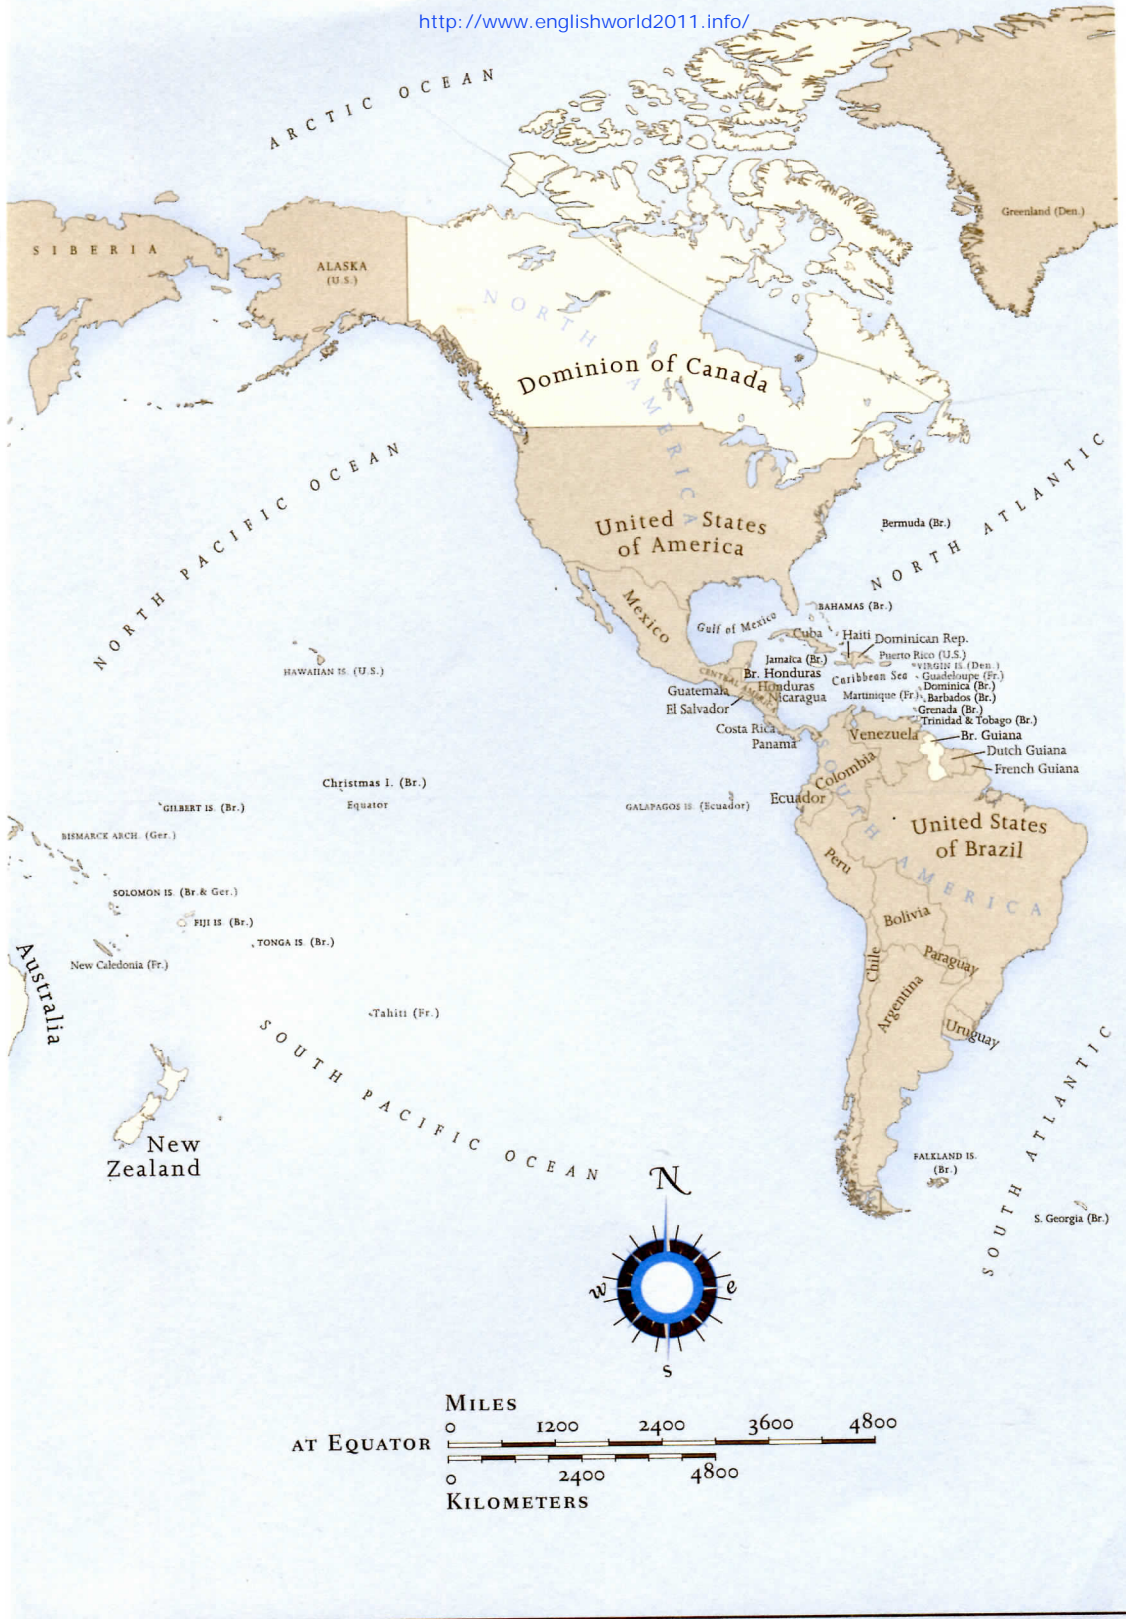 http://www.englishworld2011.info/
ARCTIC OCEAN
Greenland (Den.)
SIBERIA
ALASKA
(U.S.)
NORTH AMERICA
Dominion of Canada
NORTH PACIFIC OCEAN
NORTH ATLANTIC
United States
of America
Bermuda (Br.)
Mexico
Gulf of Mexico
BAHAMAS (Br.)
Cuba
Haiti
Dominican Rep.
Puerto Rico (U.S.)
Jamaica (Br.)
VIRGIN IS. (Den.)
HAWAIIAN IS. (U.S.)
CENTRAL AMERICA
Br. Honduras
Caribbean Sea
Guadeloupe (Fr.)
Dominica (Br.)
Guatemala
Honduras
Nicaragua
Martinique (Fr.)
Barbados (Br.)
El Salvador
Grenada (Br.)
Trinidad & Tobago (Br.)
Costa Rica
Panama
Venezuela
Br. Guiana
Dutch Guiana
French Guiana
Colombia
SOUTH AMERICA
Christmas I. (Br.)
Equator
GILBERT IS. (Br.)
GALAPAGOS IS. (Ecuador)
Ecuador
BISMARCK ARCH. (Ger.)
United States
of Brazil
Peru
SOLOMON IS. (Br. & Ger.)
FIJI IS. (Br.)
TONGA IS. (Br.)
New Caledonia (Fr.)
Australia
Bolivia
Chile
Paraguay
Argentina
Tahiti (Fr.)
Uruguay
SOUTH PACIFIC OCEAN
SOUTH ATLANTIC
New
Zealand
FALKLAND IS.
(Br.)
S. Georgia (Br.)
N
w
e
s
MILES
0 1200 2400 3600 4800
AT EQUATOR
0 2400 4800
KILOMETERS